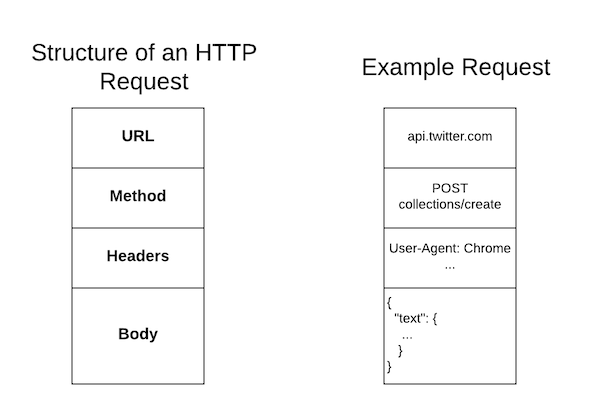 Structure of an HTTP
Request
URL
Method
Headers
Body
Example Request
api.twitter.com
POST
collections/create
User-Agent: Chrome
...
{
"text": {
...
}
}